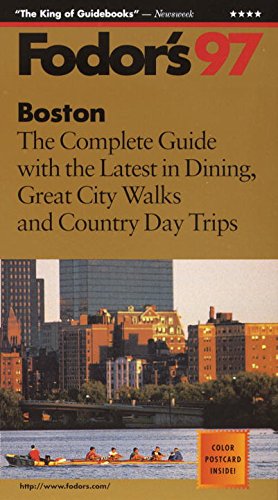 "The King of Guidebooks" — Newsweek ★★★★
Fodor's97
Boston
The Complete Guide
with the Latest in Dining,
Great City Walks
and Country Day Trips
http://www.fodors.com/
COLOR
POSTCARD
INSIDE!